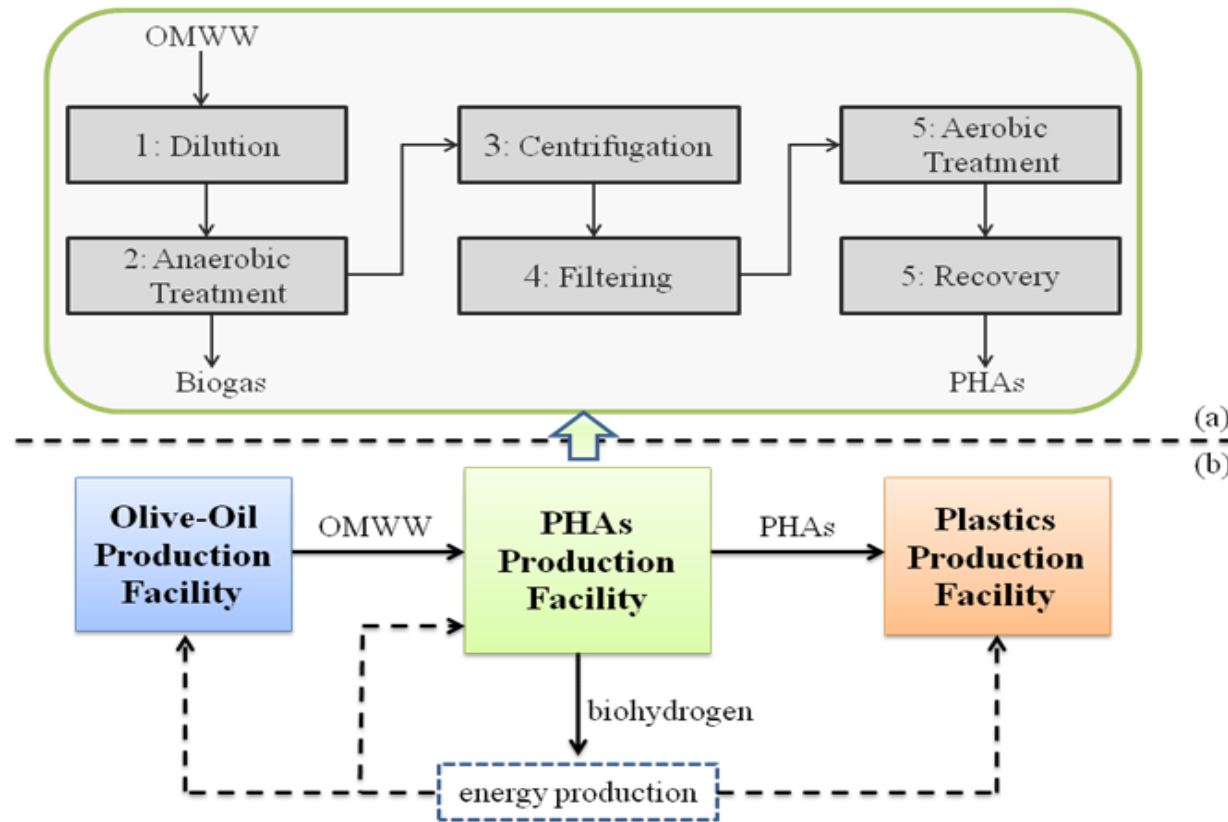 OMWW
1: Dilution
2: Anaerobic
Treatment
Biogas
3: Centrifugation
4: Filtering
5: Aerobic
Treatment
5: Recovery
PHAs
(a)
(b)
Olive-Oil
Production
Facility
OMWW
PHAs
Production
Facility
PHAs
Plastics
Production
Facility
biohydrogen
energy production